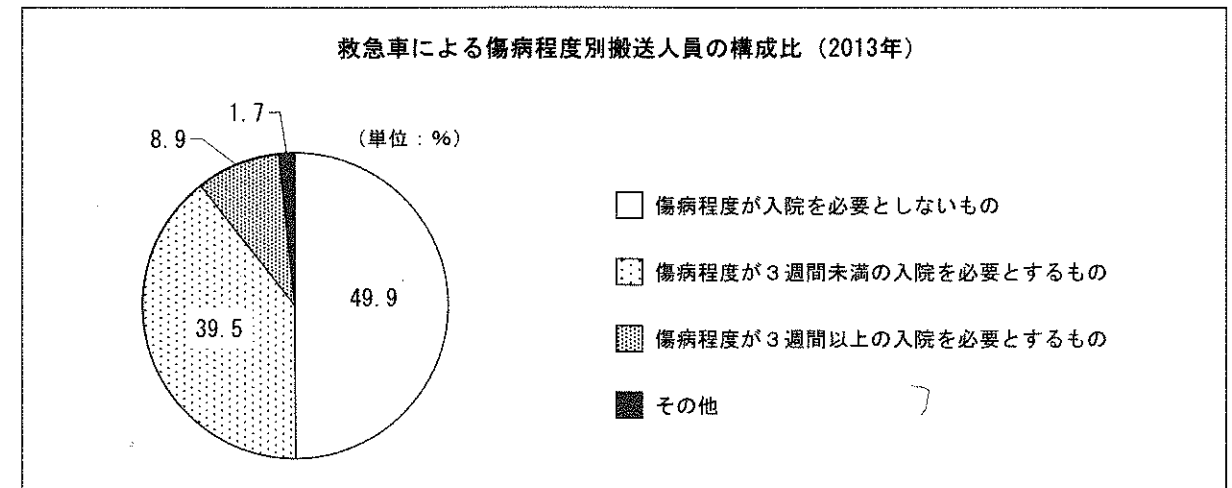 救急車による傷病程度別搬送人員の構成比（2013年）
1.7
8.9
（単位：％）
49.9
39.5
傷病程度が入院を必要としないもの
傷病程度が３週間未満の入院を必要とするもの
傷病程度が３週間以上の入院を必要とするもの
その他